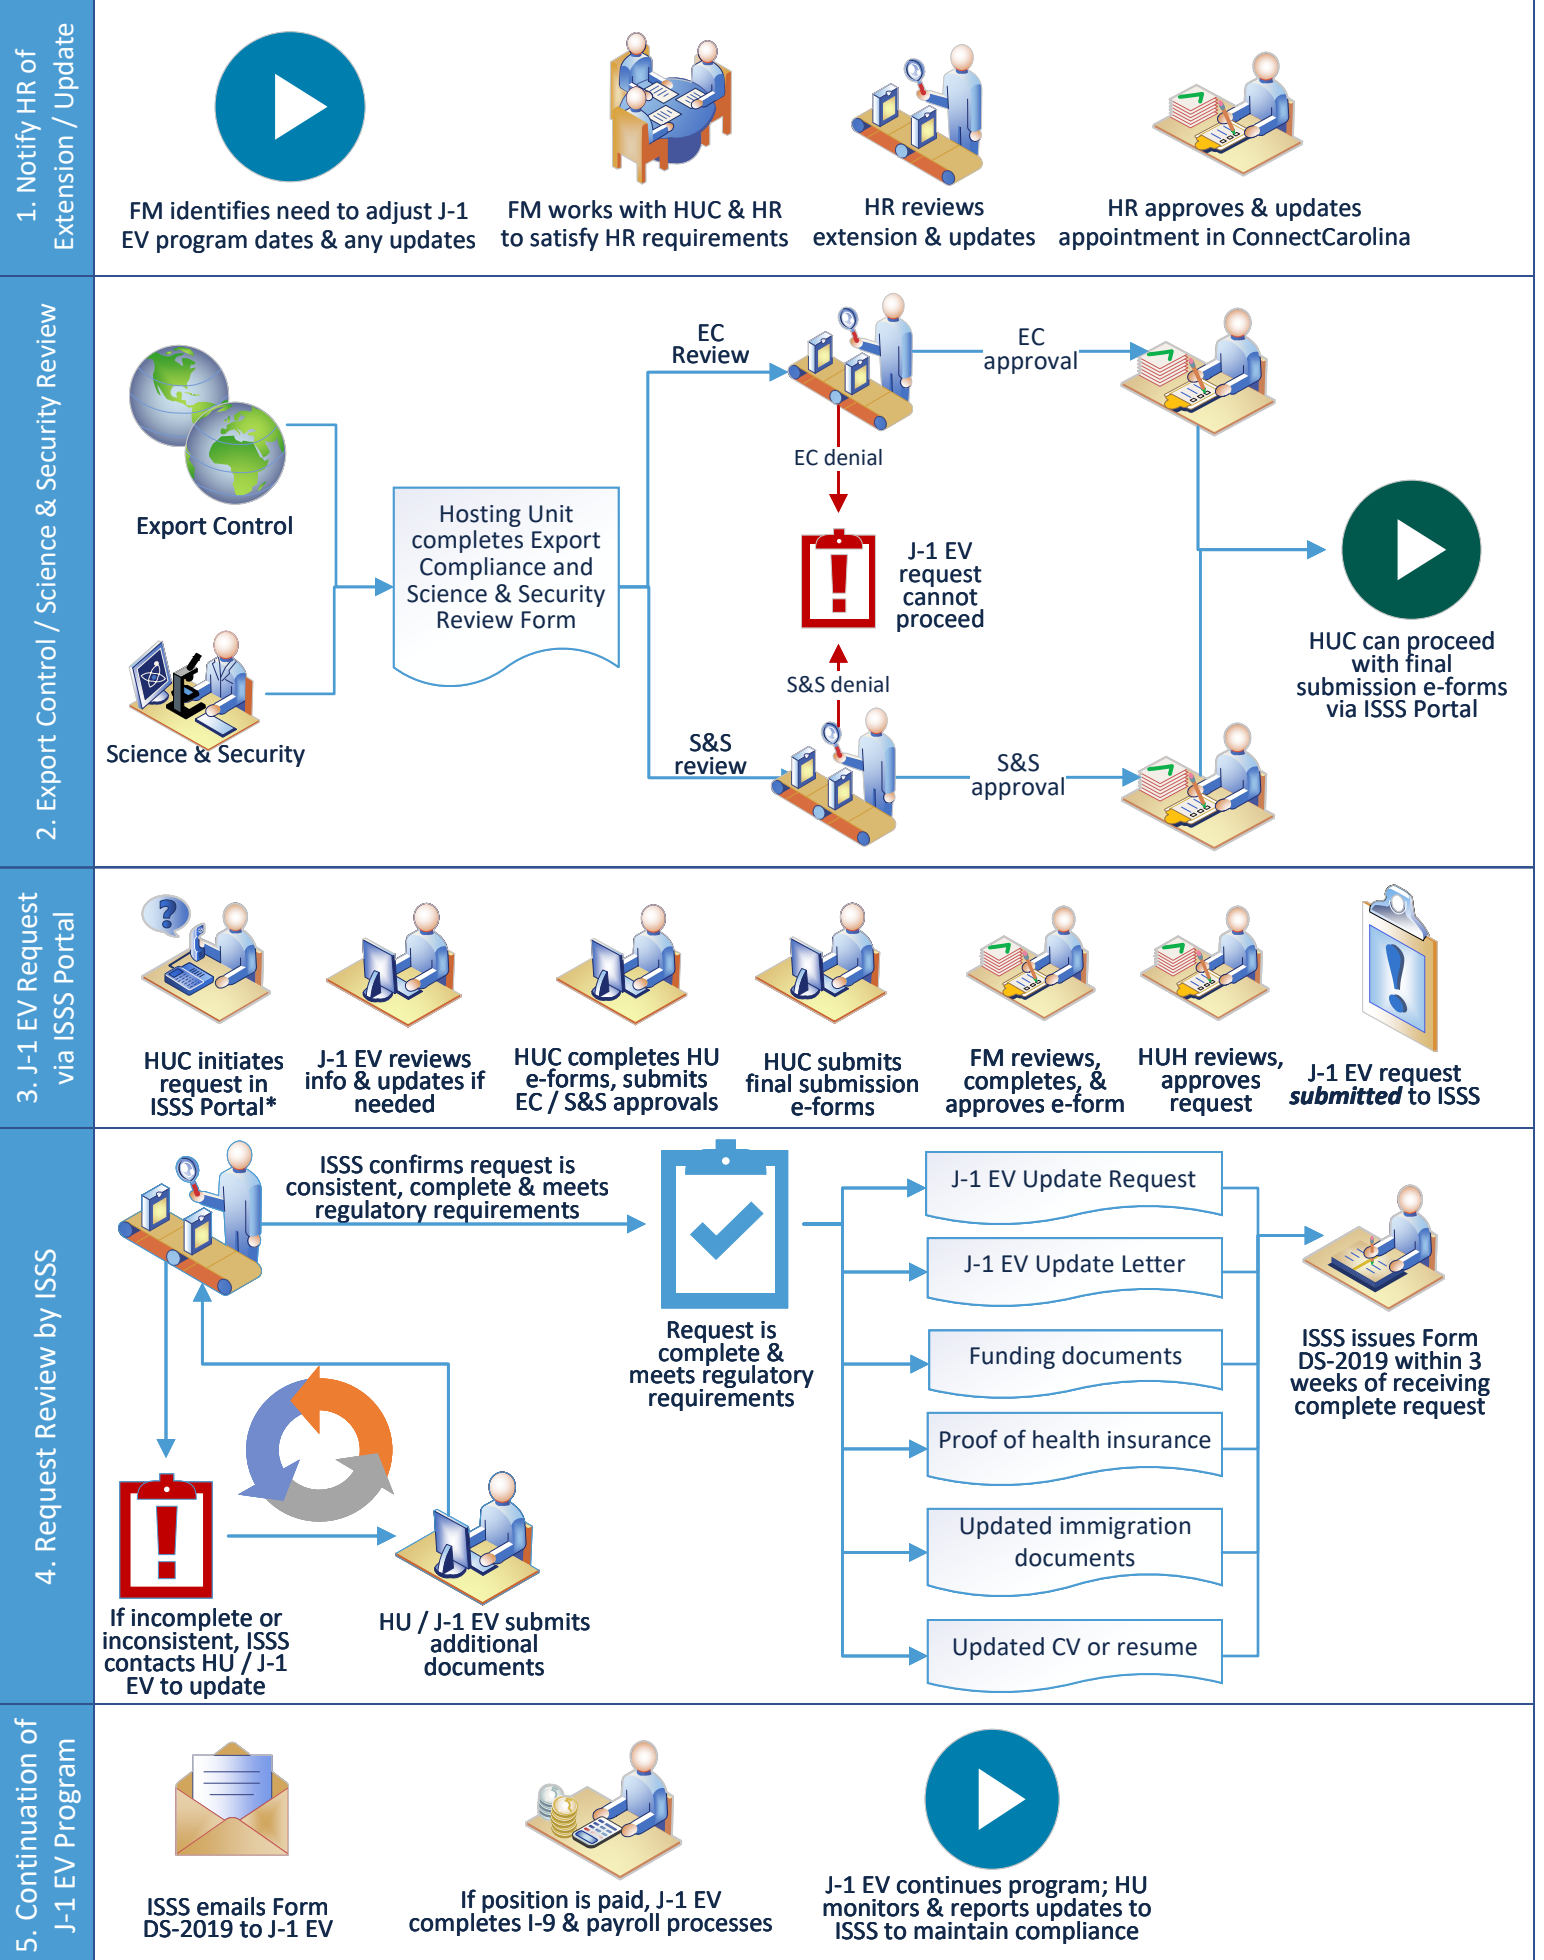 1. Notify HR of
Extension / Update
FM identifies need to adjust J-1
EV program dates & any updates
FM works with HUC & HR
to satisfy HR requirements
HR reviews
extension & updates
HR approves & updates
appointment in ConnectCarolina
2. Export Control / Science & Security Review
Export Control
Science & Security
Hosting Unit
completes Export
Compliance and
Science & Security
Review Form
EC
Review
EC
approval
EC denial
J-1 EV
request
cannot
proceed
S&S denial
S&S
review
S&S
approval
HUC can proceed
with final
submission e-forms
via ISSS Portal
3. J-1 EV Request
via ISSS Portal
?
HUC initiates
request in
ISSS Portal*
J-1 EV reviews
info & updates if
needed
HUC completes HU
e-forms, submits
EC / S&S approvals
HUC submits
final submission
e-forms
FM reviews,
completes, &
approves e-form
HUH reviews,
approves
request
J-1 EV request
submitted to ISSS
4. Request Review by ISSS
ISSS confirms request is
consistent, complete & meets
regulatory requirements
Request is
complete &
meets regulatory
requirements
J-1 EV Update Request
J-1 EV Update Letter
Funding documents
Proof of health insurance
Updated immigration
documents
Updated CV or resume
ISSS issues Form
DS-2019 within 3
weeks of receiving
complete request
If incomplete or
inconsistent, ISSS
contacts HU / J-1
EV to update
HU / J-1 EV submits
additional
documents
5. Continuation of
J-1 EV Program
ISSS emails Form
DS-2019 to J-1 EV
If position is paid, J-1 EV
completes I-9 & payroll processes
J-1 EV continues program; HU
monitors & reports updates to
ISSS to maintain compliance